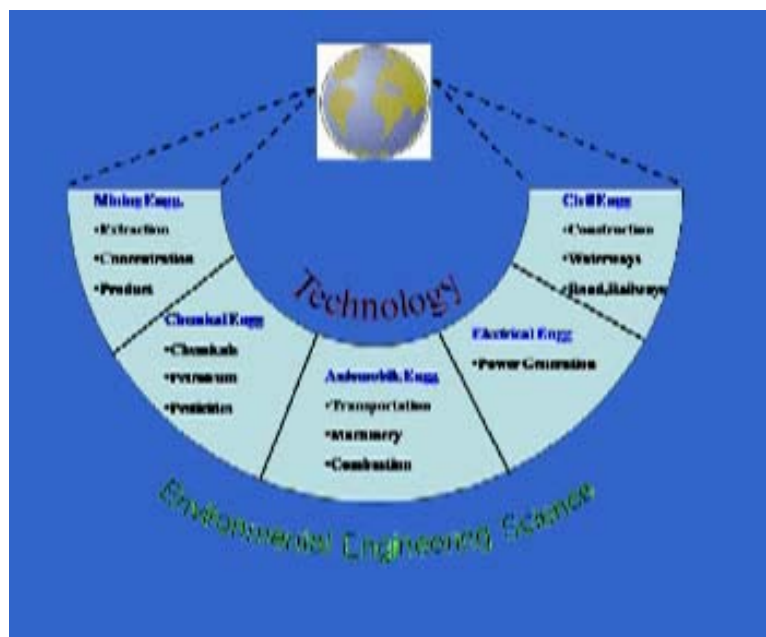 Mining Engg.
•Extraction
•Concentration
•Product
Chemical Engg
•Chemicals
•Petroleum
•Pesticides
Automobile Engg
•Transportation
•Machinery
•Combustion
Electrical Engg
•Power Generation
Civil Engg
•Construction
•Waterways
•Road,Railways
Technology
Environmental Engineering Science